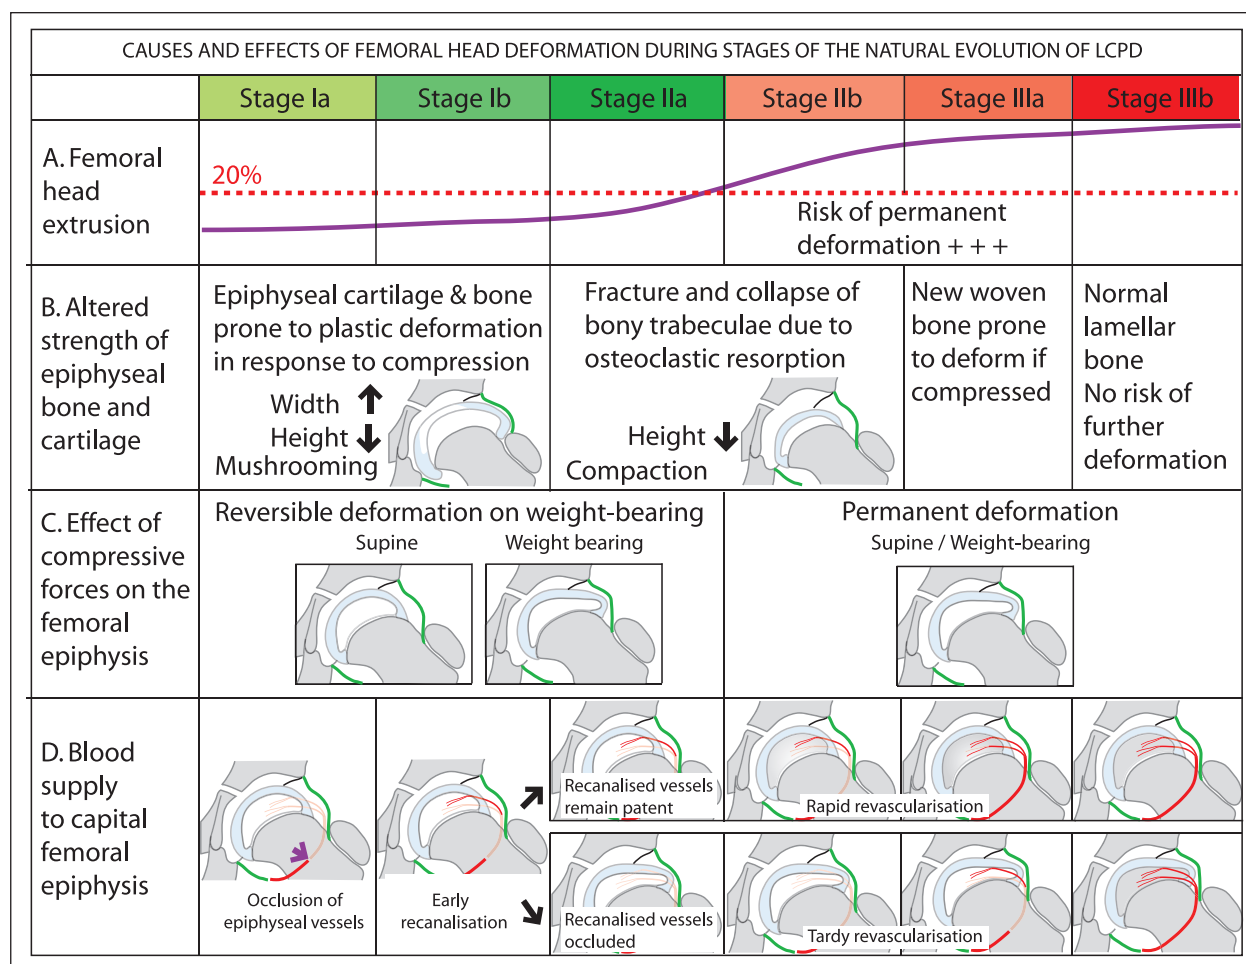 CAUSES AND EFFECTS OF FEMORAL HEAD DEFORMATION DURING STAGES OF THE NATURAL EVOLUTION OF LCPD
Stage Ia
Stage Ib
Stage IIa
Stage IIb
Stage IIIa
Stage IIIb
A. Femoral
head
extrusion
20%
Risk of permanent
deformation + + +
B. Altered
strength of
epiphyseal
bone and
cartilage
Epiphyseal cartilage & bone
prone to plastic deformation
in response to compression
Width
Height
Mushrooming
Fracture and collapse of
bony trabeculae due to
osteoclastic resorption
Height
Compaction
New woven
bone prone
to deform if
compressed
Normal
lamellar
bone
No risk of
further
deformation
C. Effect of
compressive
forces on the
femoral
epiphysis
Reversible deformation on weight-bearing
Supine
Weight bearing
Permanent deformation
Supine / Weight-bearing
D. Blood
supply
to capital
femoral
epiphysis
Occlusion of
epiphyseal vessels
Early
recanalisation
Recanalised vessels
remain patent
Rapid revascularisation
Recanalised vessels
occluded
Tardy revascularisation